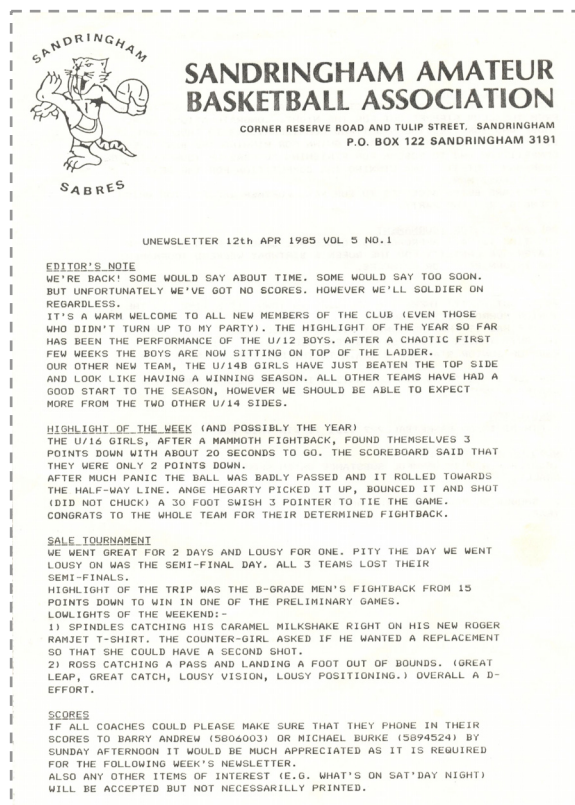 SANDRINGHAM
SABRES
SANDRINGHAM AMATEUR
BASKETBALL ASSOCIATION
CORNER RESERVE ROAD AND TULIP STREET, SANDRINGHAM
P.O. BOX 122 SANDRINGHAM 3191
UNEWSLETTER 12th APR 1985 VOL 5 NO.1
EDITOR'S NOTE
WE'RE BACK! SOME WOULD SAY ABOUT TIME. SOME WOULD SAY TOO SOON.
BUT UNFORTUNATELY WE'VE GOT NO SCORES. HOWEVER WE'LL SOLDIER ON
REGARDLESS.
IT'S A WARM WELCOME TO ALL NEW MEMBERS OF THE CLUB (EVEN THOSE
WHO DIDN'T TURN UP TO MY PARTY). THE HIGHLIGHT OF THE YEAR SO FAR
HAS BEEN THE PERFORMANCE OF THE U/12 BOYS. AFTER A CHAOTIC FIRST
FEW WEEKS THE BOYS ARE NOW SITTING ON TOP OF THE LADDER.
OUR OTHER NEW TEAM, THE U/14B GIRLS HAVE JUST BEATEN THE TOP SIDE
AND LOOK LIKE HAVING A WINNING SEASON. ALL OTHER TEAMS HAVE HAD A
GOOD START TO THE SEASON, HOWEVER WE SHOULD BE ABLE TO EXPECT
MORE FROM THE TWO OTHER U/14 SIDES.
HIGHLIGHT OF THE WEEK (AND POSSIBLY THE YEAR)
THE U/16 GIRLS, AFTER A MAMMOTH FIGHTBACK, FOUND THEMSELVES 3
POINTS DOWN WITH ABOUT 20 SECONDS TO GO. THE SCOREBOARD SAID THAT
THEY WERE ONLY 2 POINTS DOWN.
AFTER MUCH PANIC THE BALL WAS BADLY PASSED AND IT ROLLED TOWARDS
THE HALF-WAY LINE. ANGE HEGARTY PICKED IT UP, BOUNCED IT AND SHOT
(DID NOT CHUCK) A 30 FOOT SWISH 3 POINTER TO TIE THE GAME.
CONGRATS TO THE WHOLE TEAM FOR THEIR DETERMINED FIGHTBACK.
SALE TOURNAMENT
WE WENT GREAT FOR 2 DAYS AND LOUSY FOR ONE. PITY THE DAY WE WENT
LOUSY ON WAS THE SEMI-FINAL DAY. ALL 3 TEAMS LOST THEIR
SEMI-FINALS.
HIGHLIGHT OF THE TRIP WAS THE B-GRADE MEN'S FIGHTBACK FROM 15
POINTS DOWN TO WIN IN ONE OF THE PRELIMINARY GAMES.
LOWLIGHTS OF THE WEEKEND:-
1) SPINDLES CATCHING HIS CARAMEL MILKSHAKE RIGHT ON HIS NEW ROGER
RAMJET T-SHIRT. THE COUNTER-GIRL ASKED IF HE WANTED A REPLACEMENT
SO THAT SHE COULD HAVE A SECOND SHOT.
2) ROSS CATCHING A PASS AND LANDING A FOOT OUT OF BOUNDS. (GREAT
LEAP, GREAT CATCH, LOUSY VISION, LOUSY POSITIONING.) OVERALL A D-
EFFORT.
SCORES
IF ALL COACHES COULD PLEASE MAKE SURE THAT THEY PHONE IN THEIR
SCORES TO BARRY ANDREW (5806003) OR MICHAEL BURKE (5894524) BY
SUNDAY AFTERNOON IT WOULD BE MUCH APPRECIATED AS IT IS REQUIRED
FOR THE FOLLOWING WEEK'S NEWSLETTER.
ALSO ANY OTHER ITEMS OF INTEREST (E.G. WHAT'S ON SAT'DAY NIGHT)
WILL BE ACCEPTED BUT NOT NECESSARILLY PRINTED.